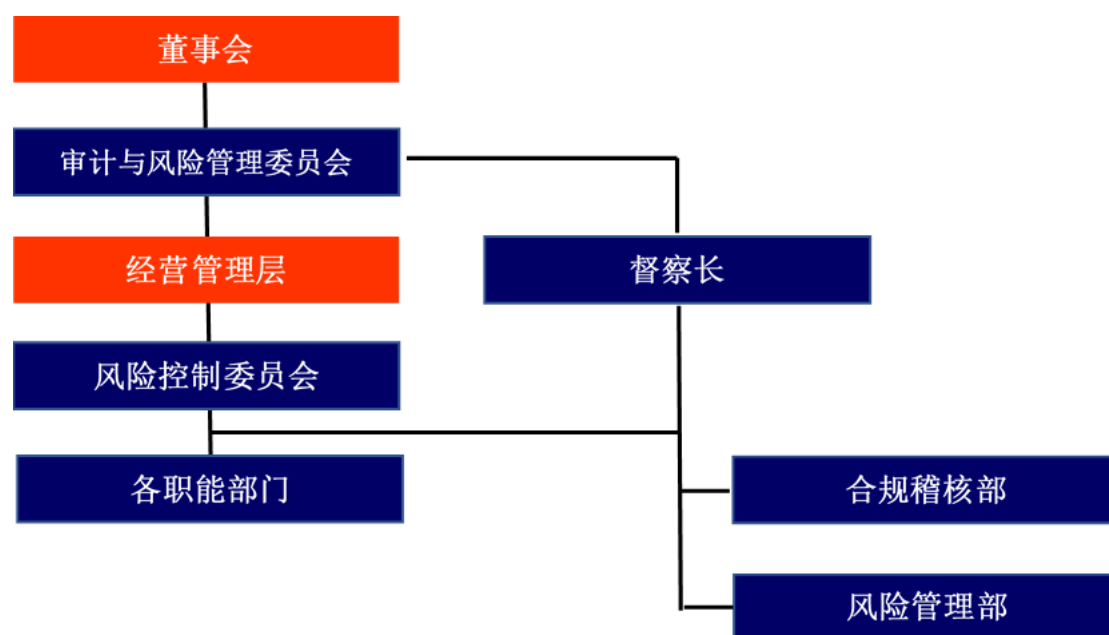 董事会
审计与风险管理委员会
经营管理层
督察长
风险控制委员会
各职能部门
合规稽核部
风险管理部